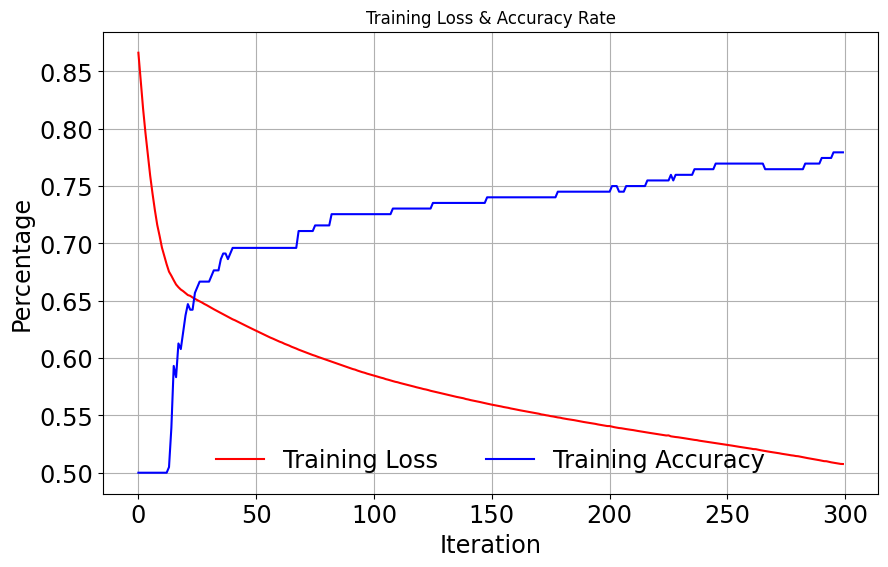 Training Loss & Accuracy Rate
Percentage
0.85
0.80
0.75
0.70
0.65
0.60
0.55
0.50
Training Loss Training Accuracy
0 50 100 150 200 250 300
Iteration